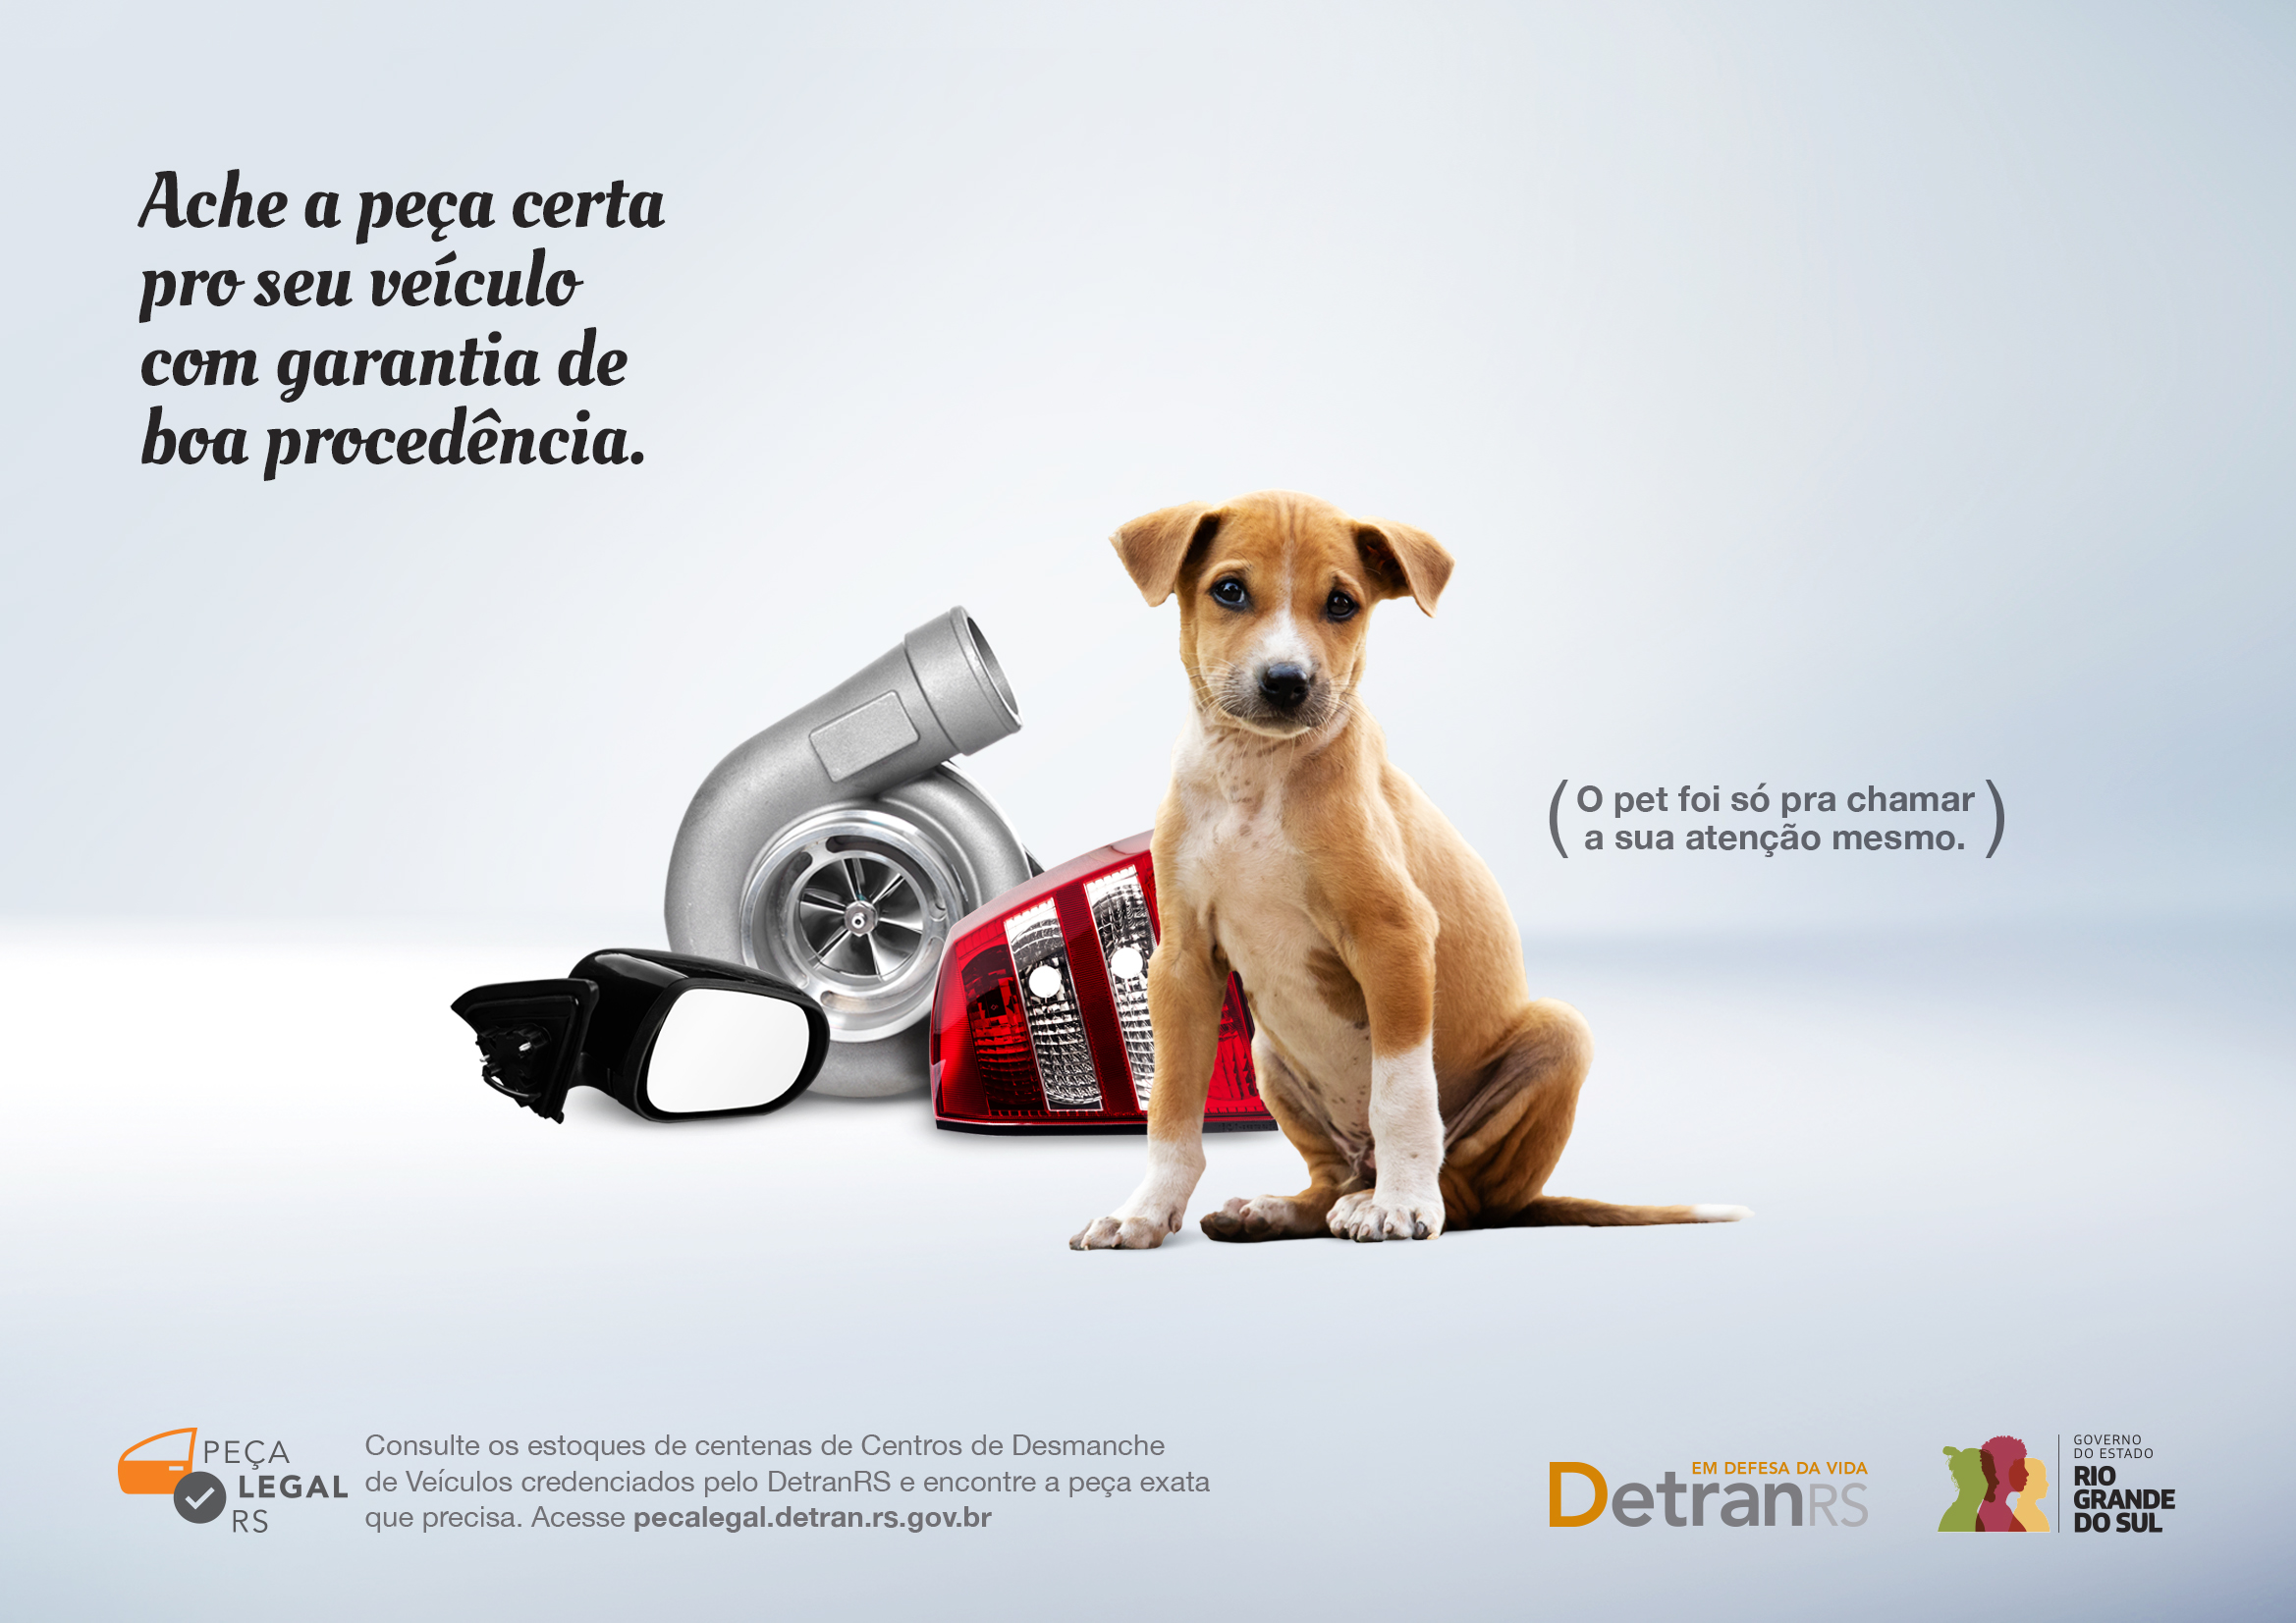 Ache a peça certa
pro seu veículo
com garantia de
boa procedência.
(O pet foi só pra chamar
a sua atenção mesmo.)
PEÇA
LEGAL
RS
Consulte os estoques de centenas de Centros de Desmanche
de Veículos credenciados pelo DetranRS e encontre a peça exata
que precisa. Acesse pecalegal.detran.rs.gov.br
EM DEFESA DA VIDA
DetranRS
GOVERNO
DO ESTADO
RIO
GRANDE
DO SUL